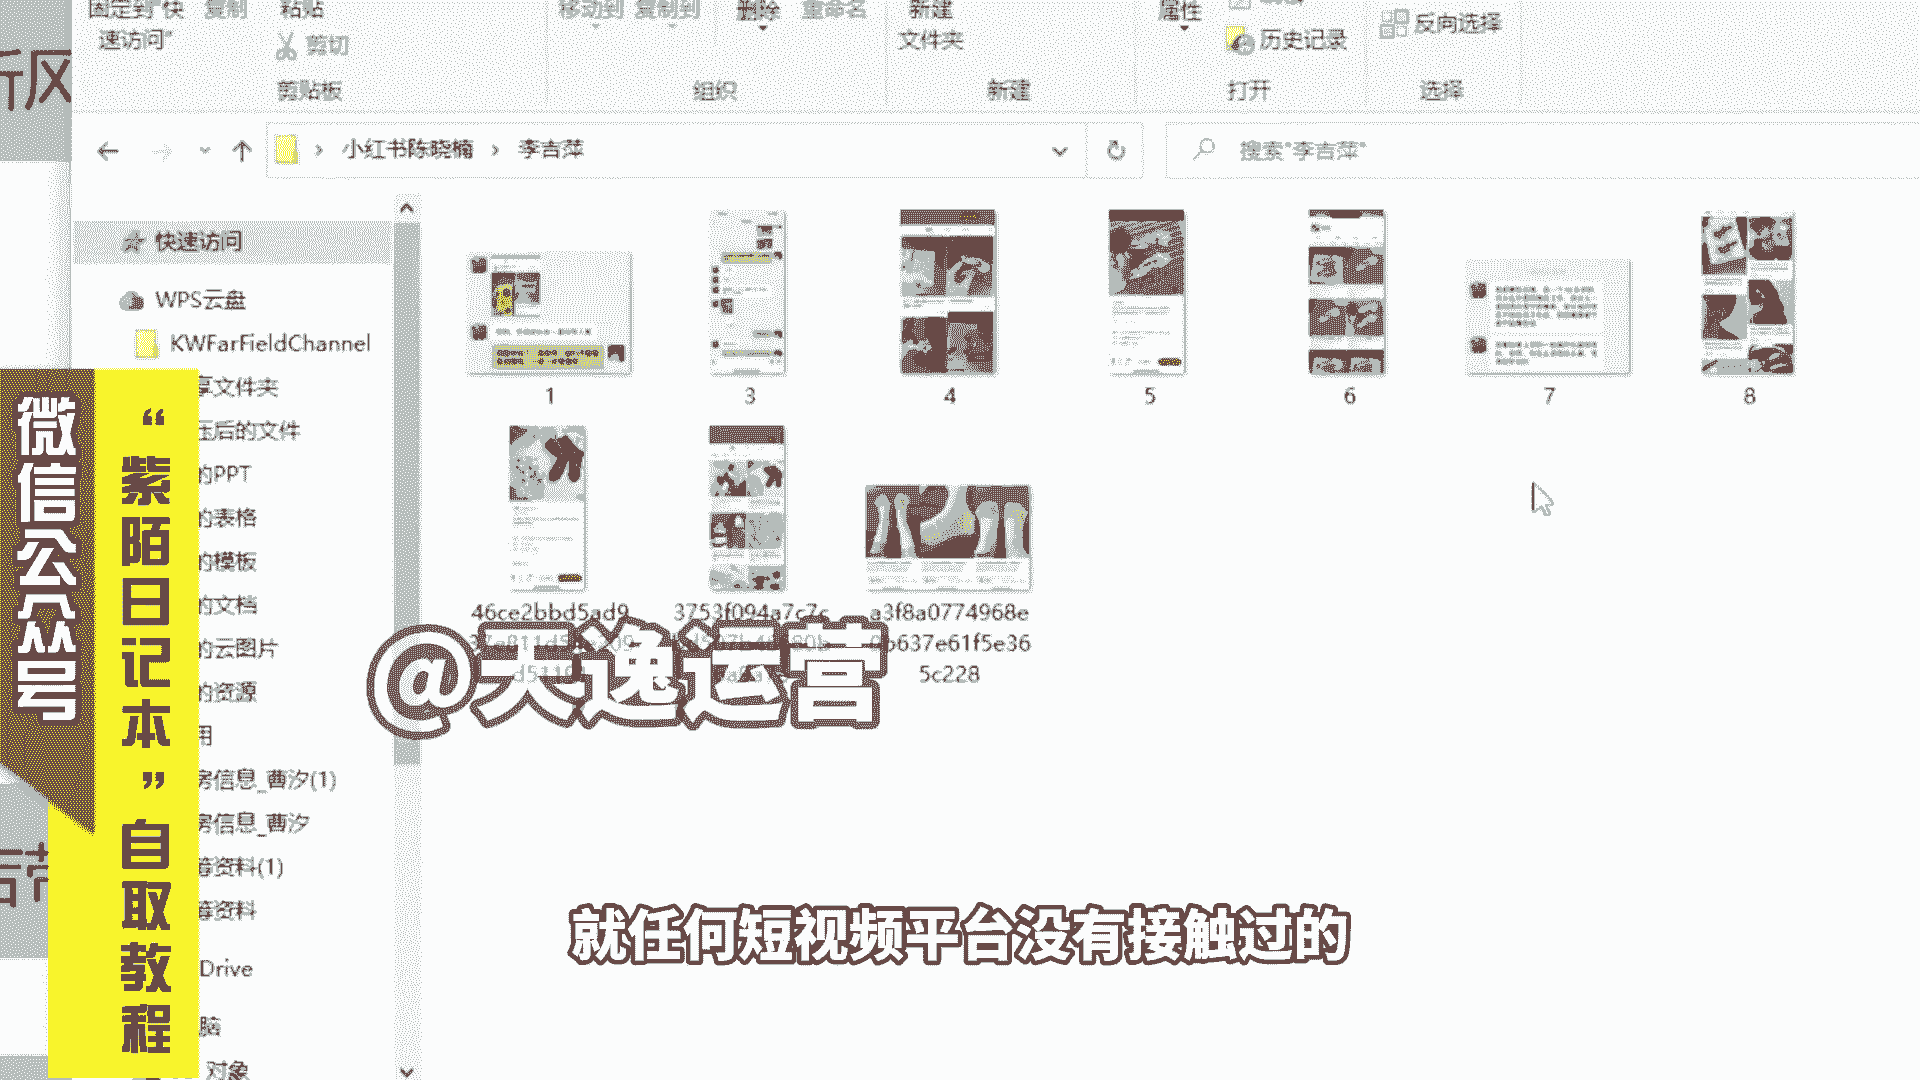 固定到"快
速访问"
复制
粘贴
剪切
剪贴板
移动到
复制到
删除
重命名
组织
新建
文件夹
新建
属性
历史记录
打开
反向选择
选择
小红书陈晓楠
李吉萍
搜索"李吉萍"
快速访问
WPS云盘
KWFarFieldChannel
享文件夹
压后的文件
的PPT
的表格
的模板
的文档
的云图片
的资源
用
房信息_曹汐(1)
房信息_曹汐
等资料(1)
等资料
Drive
脑
对象
1
3
4
5
6
7
8
46ce2bbd5ad9
3753f094a7c7c
a3f8a0774968e
0b637e61f5e36
5c228
微信公众号
“紫陌日记本”自取教程
@天逸运营
就任何短视频平台没有接触过的